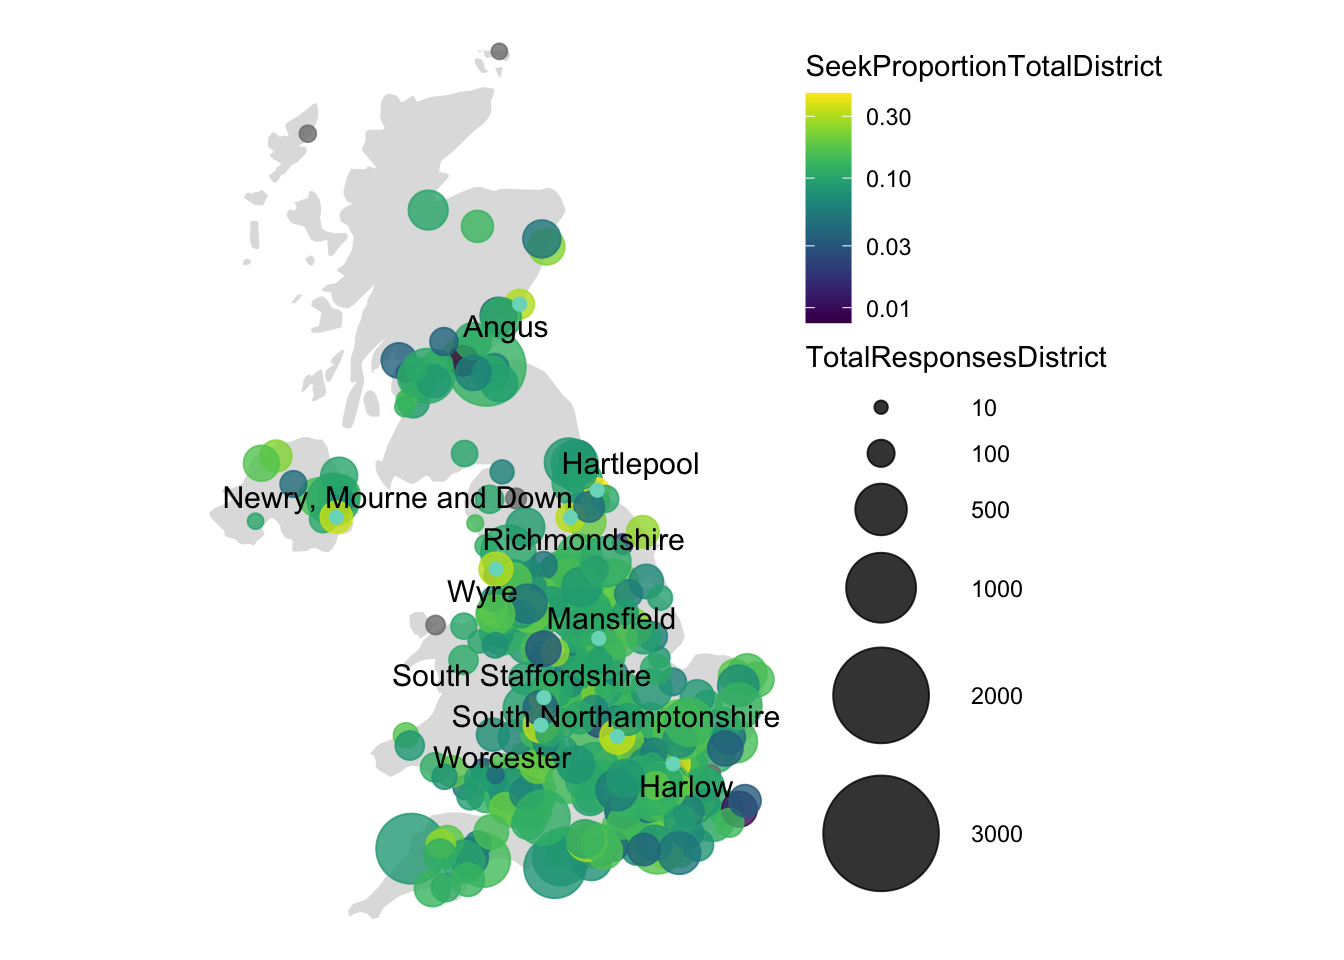 SeekProportionTotalDistrict
0.30
0.10
0.03
0.01
TotalResponsesDistrict
10
100
500
1000
2000
3000
Angus
Hartlepool
Newry, Mourne and Down
Richmondshire
Wyre
Mansfield
South Staffordshire
South Northamptonshire
Worcester
Harlow